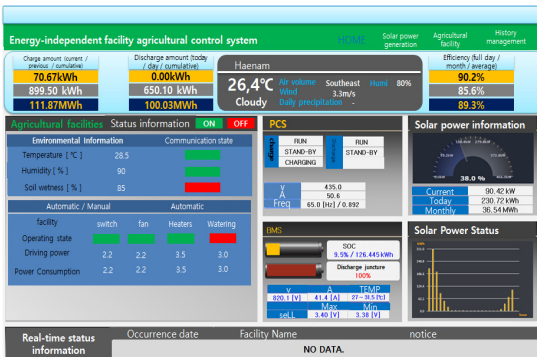 Energy-independent facility agricultural control system
HOME
Solar power generation
Agricultural facility
History management
Charge amount (current / previous / cumulative)
70.67kWh
899.50 kWh
111.87MWh
Discharge amount (today / day / cumulative)
0.00kWh
650.10 kWh
100.03MWh
Haenam
26,4℃
Cloudy
Air volume Southeast Humi 80%
Wind 3.3m/s
Daily precipitation -
Efficiency (full day / month / average)
90.2%
85.6%
89.3%
Agricultural facilities Status information ON OFF
Environmental Information Communication state
Temperature [ ℃ ] 28.5
Humidity [ % ] 90
Soil wetness [ % ] 85
Automatic / Manual Automatic
facility switch fan Heaters Watering
Operating state
Driving power 2.2 2.2 3.5 3.0
Power Consumption 2.2 2.2 3.5 3.0
PCS
Charge
RUN
STAND-BY
CHARGING
Discharge
RUN
STAND-BY
V 435.0
A 50.6
Freq 65.0 [Hz] / 0.892
BMS
SOC
9.5% / 126.445 kWh
Discharge juncture
100%
V A TEMP
820.1 [V] 41.4 [A] 27 ~ 31.5 [℃]
Max Min
seLL 3.40 [V] 3.38 [V]
Solar power information
38.0 %
Current 90.42 kW
Today 230.72 kWh
Monthly 36.54 MWh
Solar Power Status
Real-time status information
Occurrence date Facility Name notice
NO DATA.